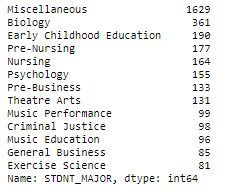 Miscellaneous 1629
Biology 361
Early Childhood Education 190
Pre-Nursing 177
Nursing 164
Psychology 155
Pre-Business 133
Theatre Arts 131
Music Performance 99
Criminal Justice 98
Music Education 96
General Business 85
Exercise Science 81
Name: STDNT_MAJOR, dtype: int64